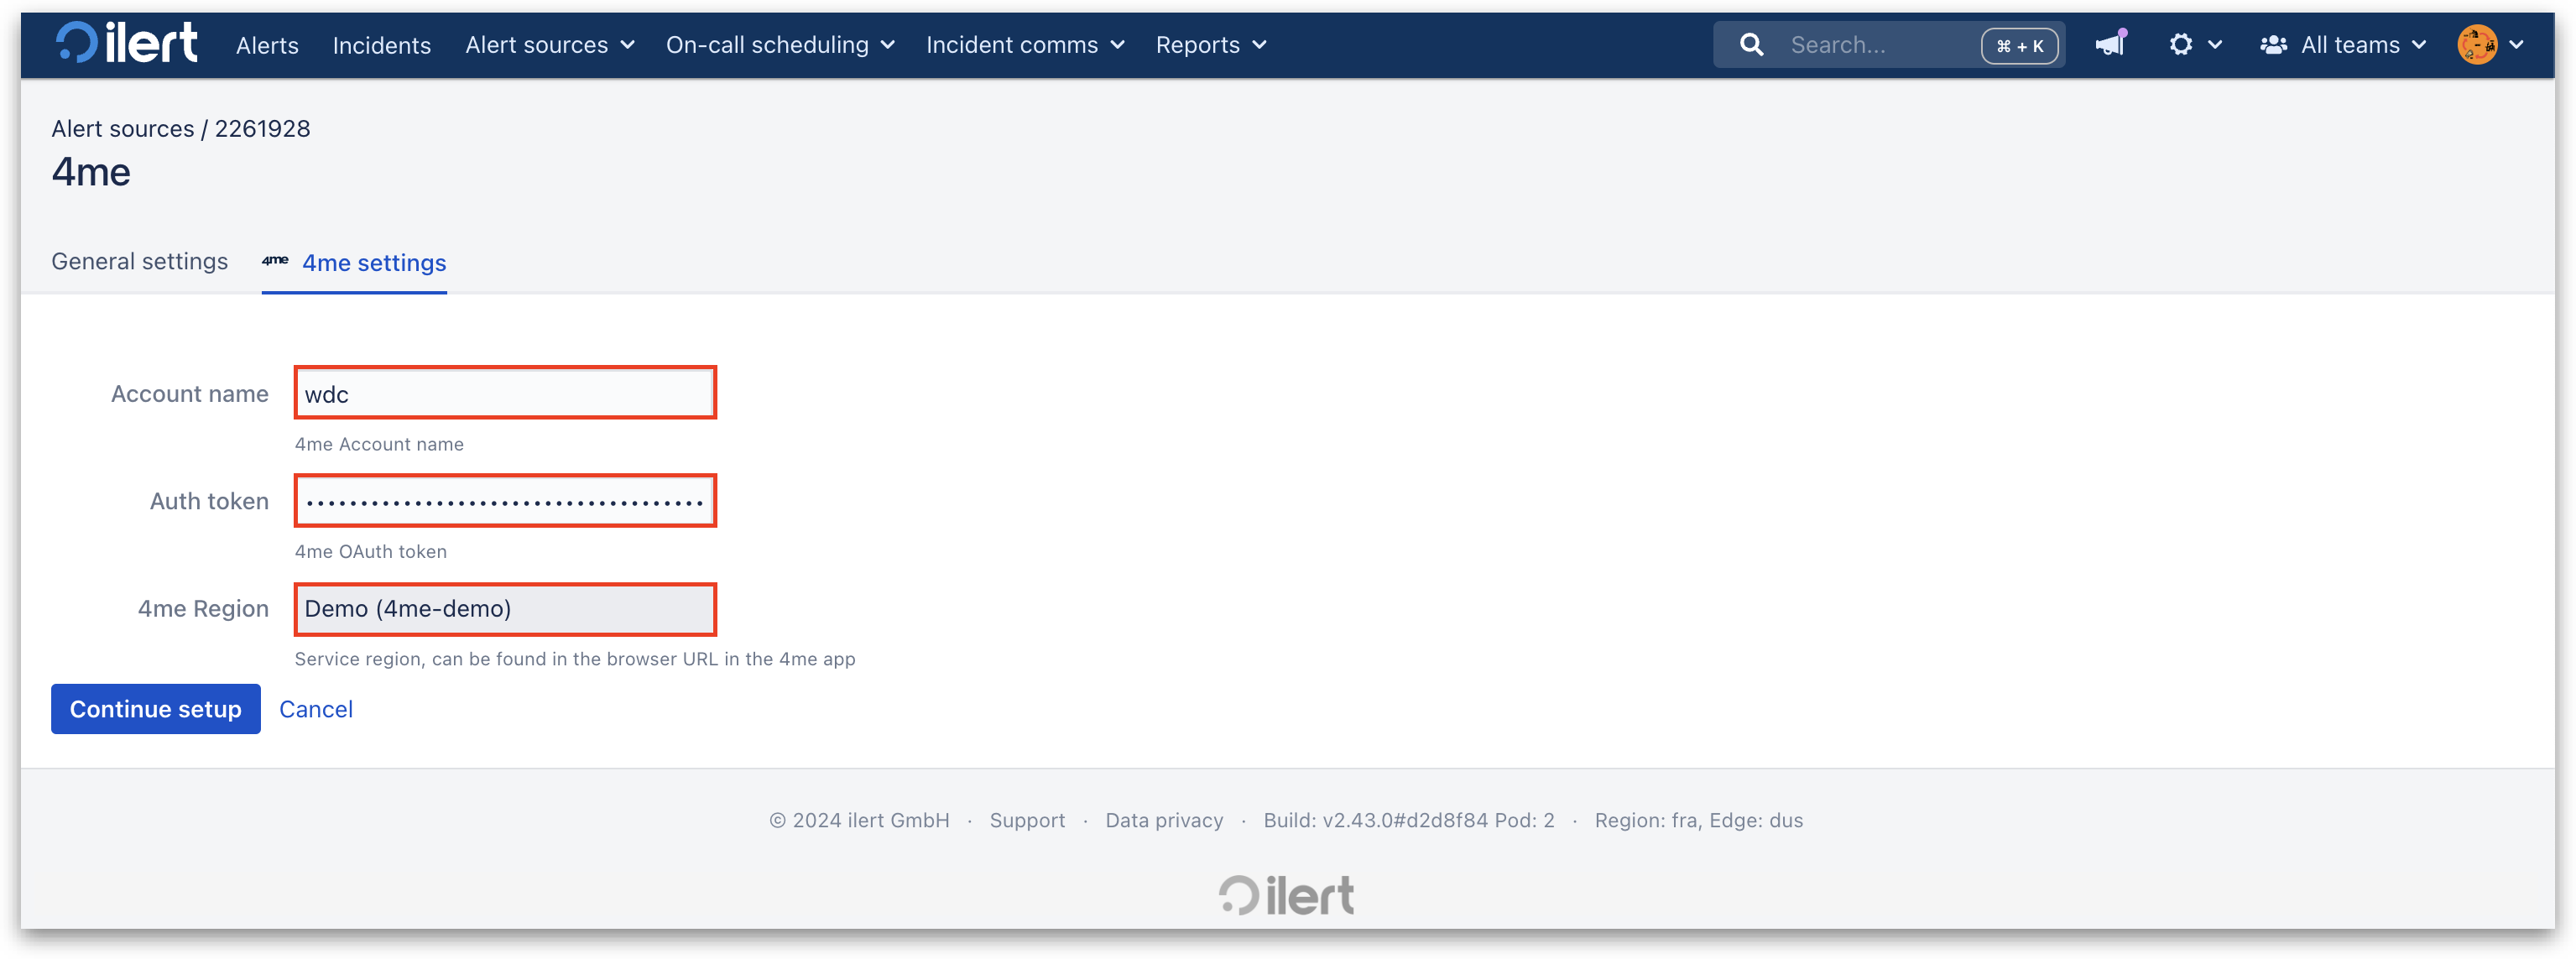 ilert Alerts Incidents Alert sources On-call scheduling Incident comms Reports Search... ⌘ + K All teams
Alert sources / 2261928
4me
General settings 4me 4me settings
Account name wdc
4me Account name
Auth token •••••••••••••••••••••••••••••••••••••
4me OAuth token
4me Region Demo (4me-demo)
Service region, can be found in the browser URL in the 4me app
Continue setup Cancel
© 2024 ilert GmbH · Support · Data privacy · Build: v2.43.0#d2d8f84 Pod: 2 · Region: fra, Edge: dus
ilert